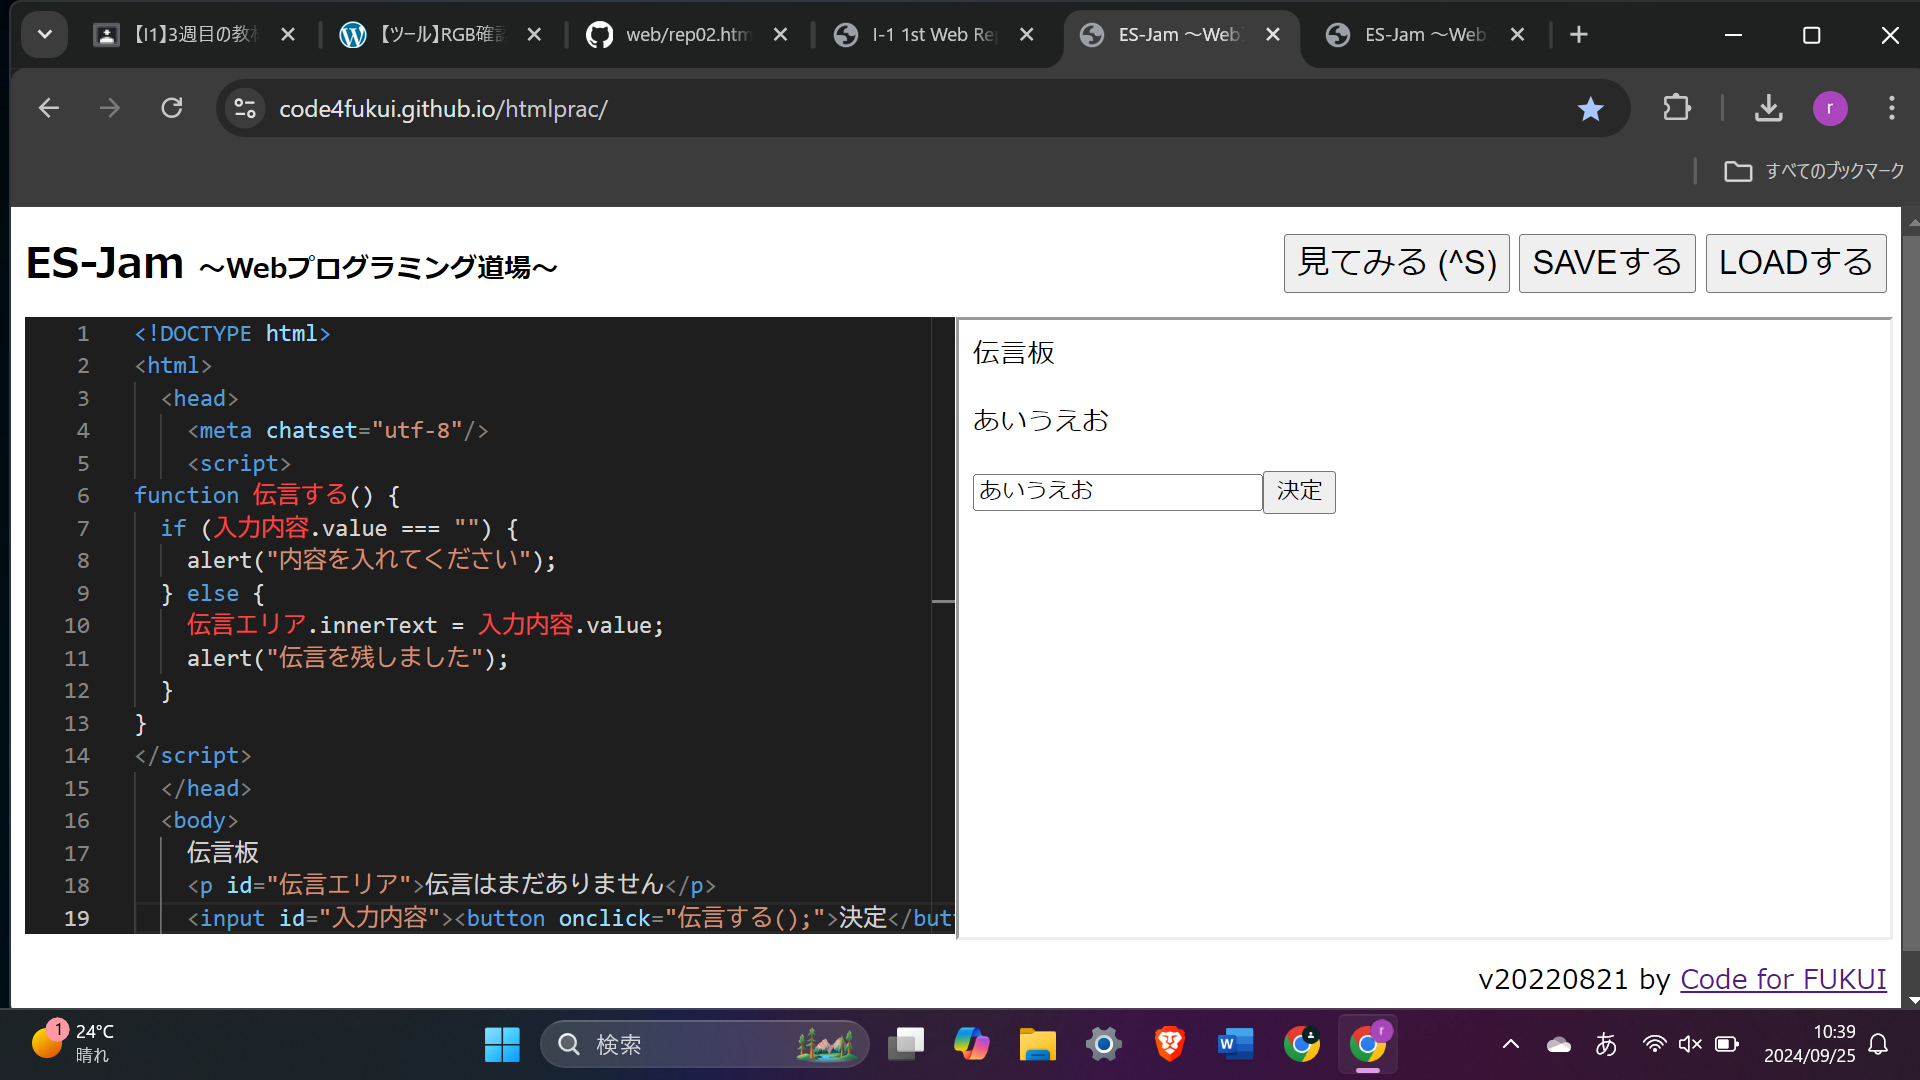 【I1】3週目の教材
【ツール】RGB確認
web/rep02.htm
I-1 1st Web Rep
ES-Jam ～Web
ES-Jam ～Web
code4fukui.github.io/htmlprac/
r
すべてのブックマーク
ES-Jam ～Webプログラミング道場～
見てみる (^S)
SAVEする
LOADする
1 <!DOCTYPE html>
2 <html>
3 <head>
4 <meta chatset="utf-8"/>
5 <script>
6 function 伝言する() {
7 if (入力内容.value === "") {
8 alert("内容を入れてください");
9 } else {
10 伝言エリア.innerText = 入力内容.value;
11 alert("伝言を残しました");
12 }
13 }
14 </script>
15 </head>
16 <body>
17 伝言板
18 <p id="伝言エリア">伝言はまだありません</p>
19 <input id="入力内容"><button onclick="伝言する();">決定</but
伝言板
あいうえお
あいうえお 決定
v20220821 by Code for FUKUI
1
24°C
晴れ
検索
W
r
あ
10:39
2024/09/25